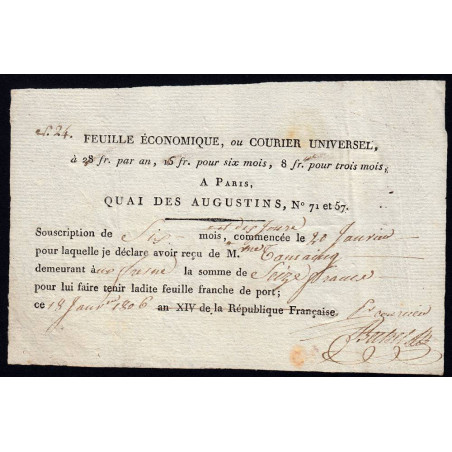 FEUILLE ÉCONOMIQUE, ou COURIER UNIVERSEL,
à 28 fr. par an, 15 fr. pour six mois, 8 fr. pour trois mois,
A PARIS,
QUAI DES AUGUSTINS, N° 71 et 57.
Souscription de Six mois, commencée le 20 Janvier
pour laquelle je déclare avoir reçu de M.
demeurant à la somme de Seize francs
pour lui faire tenir ladite feuille franche de port;
ce 18 Janv 1806 an XIV de la République Française.